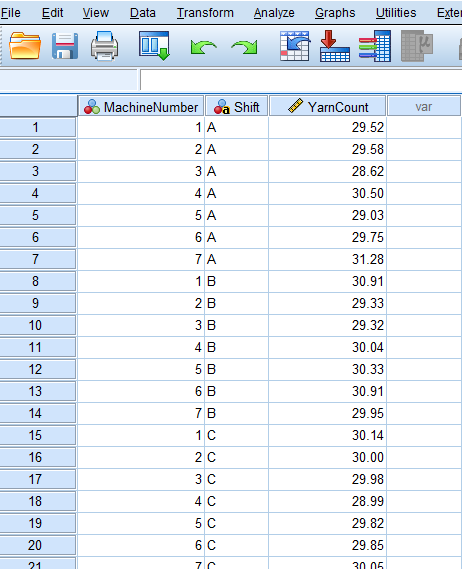 File Edit View Data Transform Analyze Graphs Utilities Exte
MachineNumber a Shift YarnCount var
1 1 A 29.52
2 2 A 29.58
3 3 A 28.62
4 4 A 30.50
5 5 A 29.03
6 6 A 29.75
7 7 A 31.28
8 1 B 30.91
9 2 B 29.33
10 3 B 29.32
11 4 B 30.04
12 5 B 30.33
13 6 B 30.91
14 7 B 29.95
15 1 C 30.14
16 2 C 30.00
17 3 C 29.98
18 4 C 28.99
19 5 C 29.82
20 6 C 29.85
21 7 C 30.05